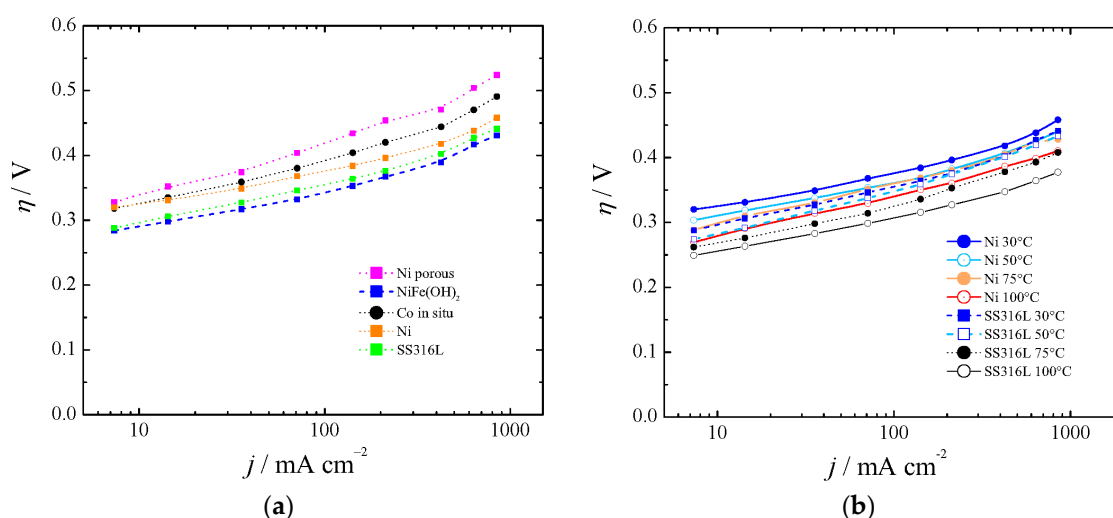 0.6
0.5
0.4
0.3
0.2
0.1
0.0
η/ V
Ni porous
NiFe(OH)2
Co in situ
Ni
SS316L
10
100
1000
j / mA cm-2
(a)
0.6
0.5
0.4
0.3
0.2
0.1
0.0
η/ V
Ni 30°C
Ni 50°C
Ni 75°C
Ni 100°C
SS316L 30°C
SS316L 50°C
SS316L 75°C
SS316L 100°C
10
100
1000
j / mA cm-2
(b)